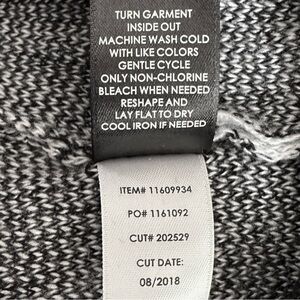 TURN GARMENT
INSIDE OUT
MACHINE WASH COLD
WITH LIKE COLORS
GENTLE CYCLE
ONLY NON-CHLORINE
BLEACH WHEN NEEDED
RESHAPE AND
LAY FLAT TO DRY
COOL IRON IF NEEDED
ITEM# 11609934
PO# 1161092
CUT# 202529
CUT DATE:
08/2018